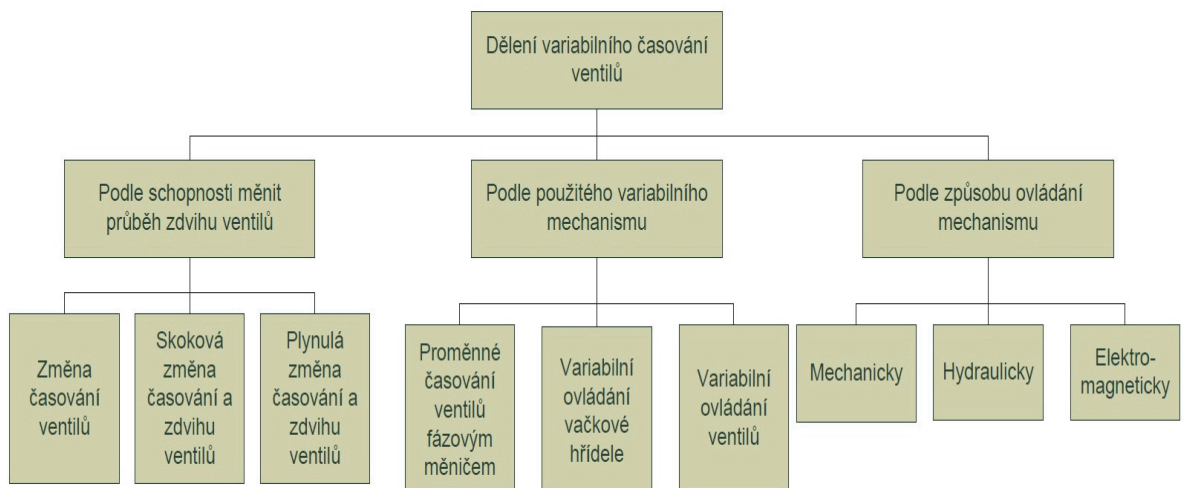 Dělení variabilního časování
ventilů
Podle schopnosti měnit
průběh zdvihu ventilů
Podle použitého variabilního
mechanismu
Podle způsobu ovládání
mechanismu
Změna
časování
ventilů
Skoková
změna
časování a
zdvihu
ventilů
Plynulá
změna
časování a
zdvihu
ventilů
Proměnné
časování
ventilů
fázovým
měničem
Variabilní
ovládání
vačkové
hřídele
Variabilní
ovládání
ventilů
Mechanicky
Hydraulicky
Elektro-
magneticky